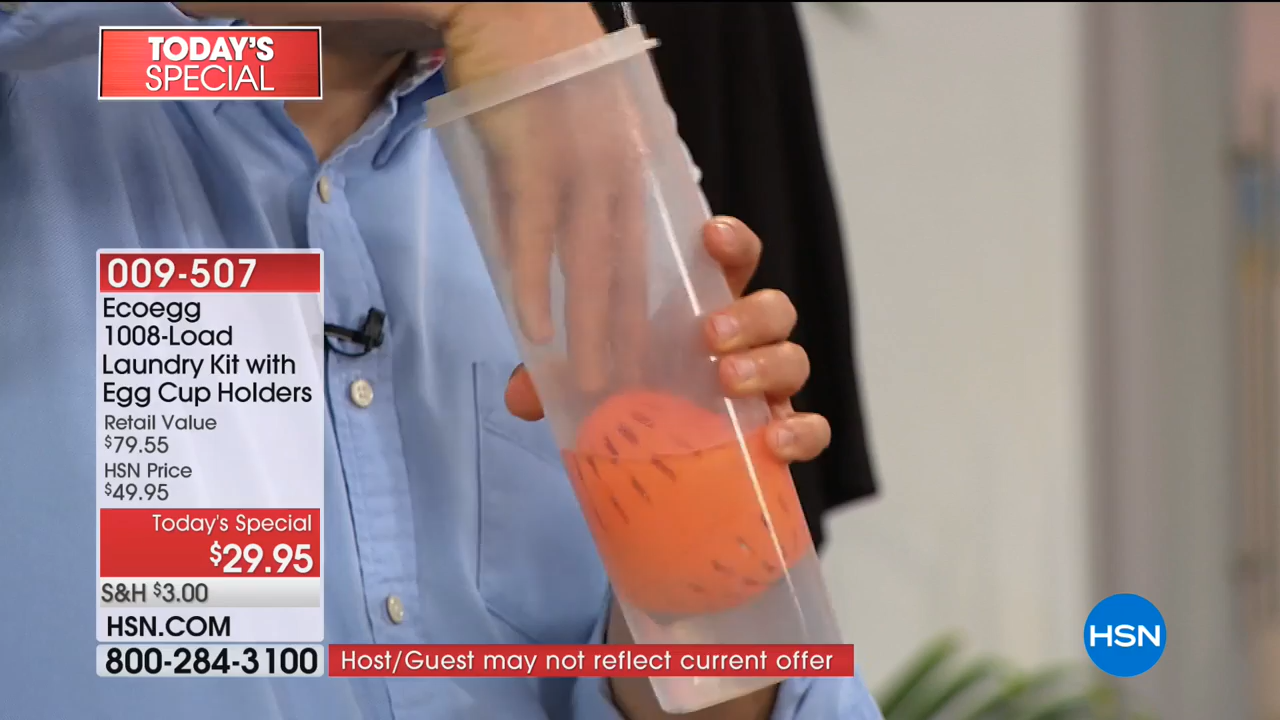 TODAY'S
SPECIAL
009-507
Ecoegg
1008-Load
Laundry Kit with
Egg Cup Holders
Retail Value
$79.55
HSN Price
$49.95
Today's Special
$29.95
S&H $3.00
HSN.COM
800-284-3100
Host/Guest may not reflect current offer
HSN